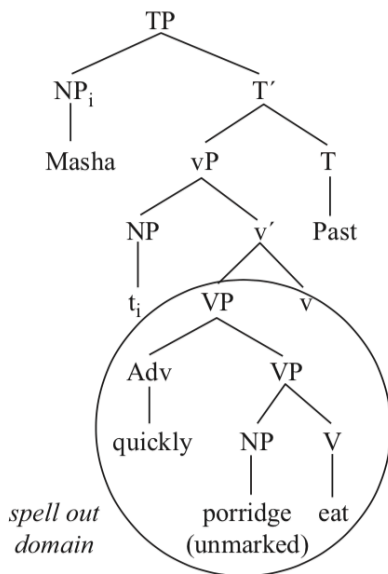 TP
NPi T´
Masha vP T
NP v´ Past
ti VP v
Adv VP
quickly NP V
spell out porridge eat
domain (unmarked)